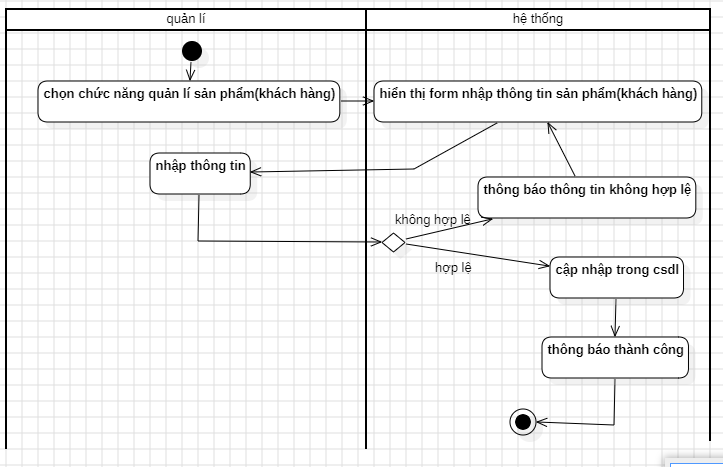 quản lí
hệ thống
chọn chức năng quản lí sản phẩm(khách hàng)
hiển thị form nhập thông tin sản phẩm(khách hàng)
nhập thông tin
thông báo thông tin không hợp lệ
không hợp lệ
hợp lệ
cập nhập trong csdl
thông báo thành công